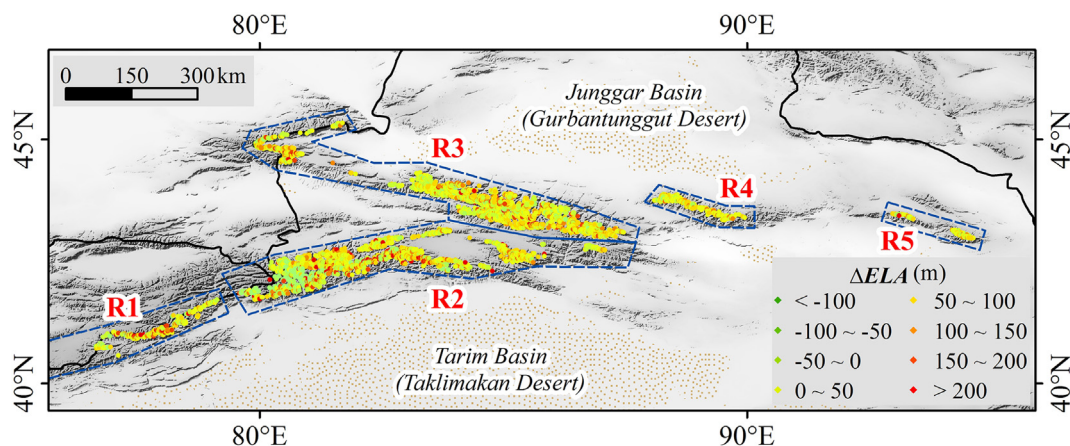 80°E 90°E
0 150 300 km
Junggar Basin
(Gurbantunggut Desert)
45°N 45°N
R3
R4
R5
R1
R2
Tarim Basin
(Taklimakan Desert)
40°N 40°N
ΔELA (m)
< -100 50 ~ 100
-100 ~ -50 100 ~ 150
-50 ~ 0 150 ~ 200
0 ~ 50 > 200
80°E 90°E